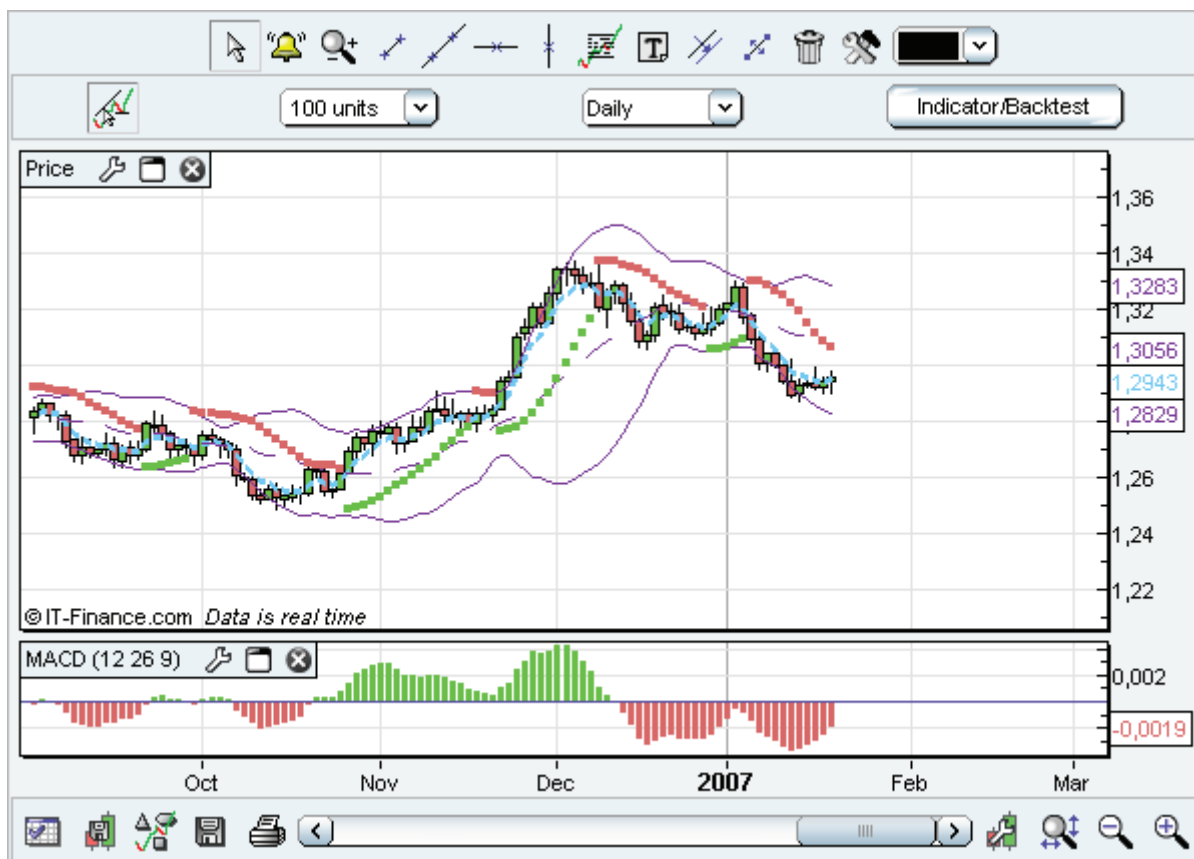 T
100 units
Daily
Indicator/Backtest
Price
1,36
1,34
1,3283
1,32
1,3056
1,2943
1,2829
1,26
1,24
1,22
© IT-Finance.com Data is real time
MACD (12 26 9)
0,002
-0,0019
Oct Nov Dec 2007 Feb Mar